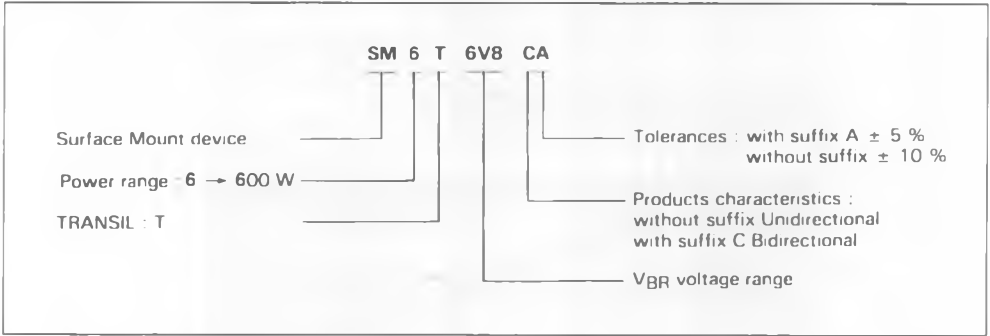 SM 6 T 6V8 CA
Surface Mount device
Power range 6 → 600 W
TRANSIL : T
Tolerances : with suffix A ± 5 %
without suffix ± 10 %
Products characteristics :
without suffix Unidirectional
with suffix C Bidirectional
VBR voltage range